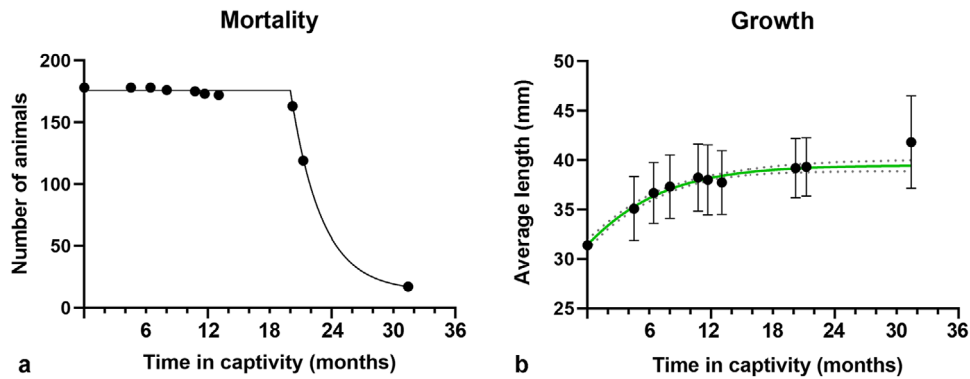 Mortality
Number of animals
200
150
100
50
0
6 12 18 24 30 36
Time in captivity (months)
a
Growth
Average length (mm)
50
45
40
35
30
25
6 12 18 24 30 36
Time in captivity (months)
b